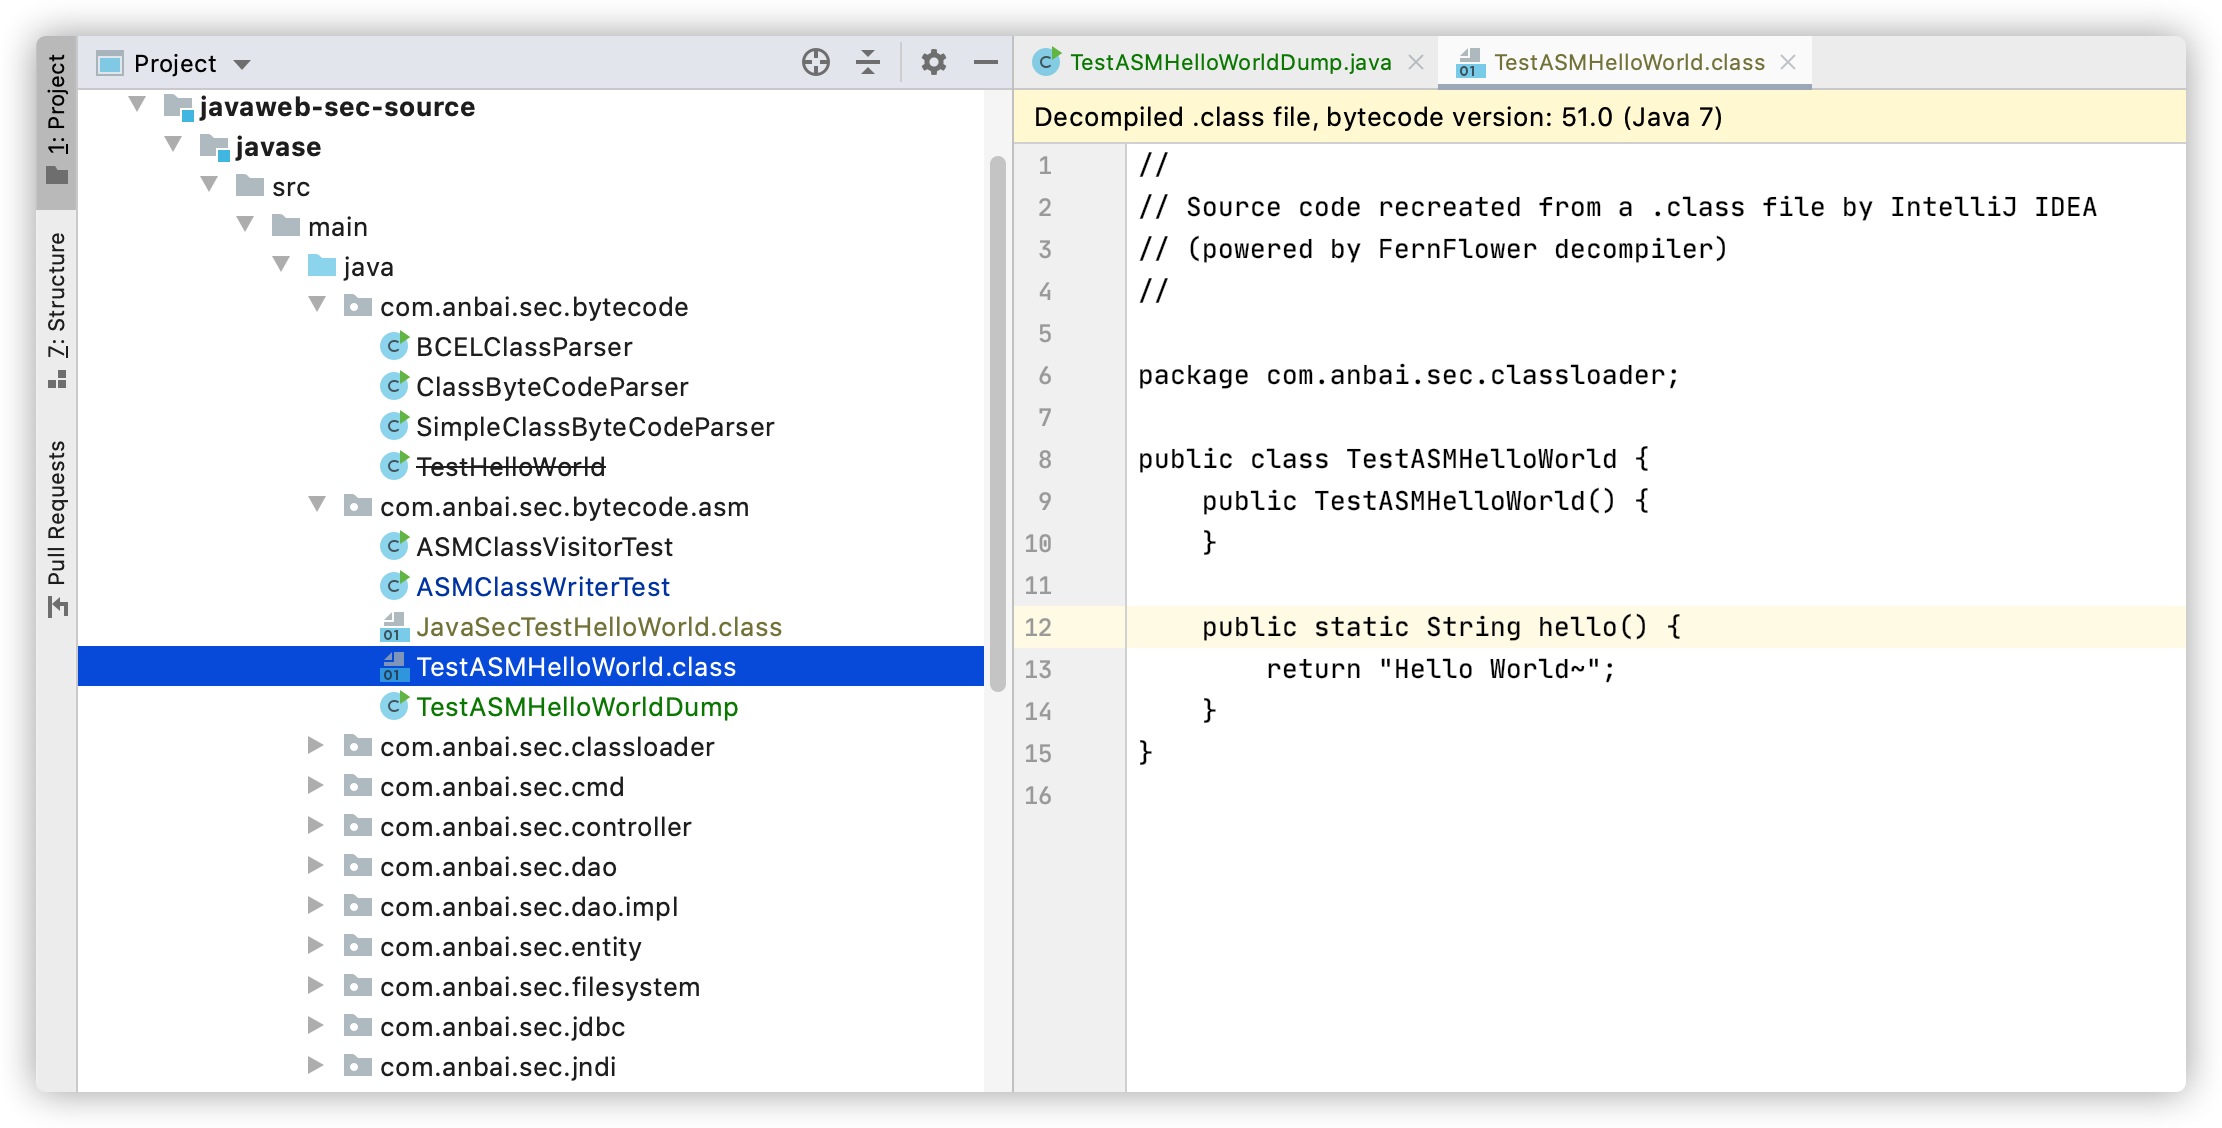 1: Project
7: Structure
Pull Requests
Project
javaweb-sec-source
javase
src
main
java
com.anbai.sec.bytecode
BCELClassParser
ClassByteCodeParser
SimpleClassByteCodeParser
TestHelloWorld
com.anbai.sec.bytecode.asm
ASMClassVisitorTest
ASMClassWriterTest
JavaSecTestHelloWorld.class
TestASMHelloWorld.class
TestASMHelloWorldDump
com.anbai.sec.classloader
com.anbai.sec.cmd
com.anbai.sec.controller
com.anbai.sec.dao
com.anbai.sec.dao.impl
com.anbai.sec.entity
com.anbai.sec.filesystem
com.anbai.sec.jdbc
com.anbai.sec.jndi
TestASMHelloWorldDump.java
TestASMHelloWorld.class
Decompiled .class file, bytecode version: 51.0 (Java 7)
1 //
2 // Source code recreated from a .class file by IntelliJ IDEA
3 // (powered by FernFlower decompiler)
4 //
5
6 package com.anbai.sec.classloader;
7
8 public class TestASMHelloWorld {
9 public TestASMHelloWorld() {
10 }
11
12 public static String hello() {
13 return "Hello World~";
14 }
15 }
16